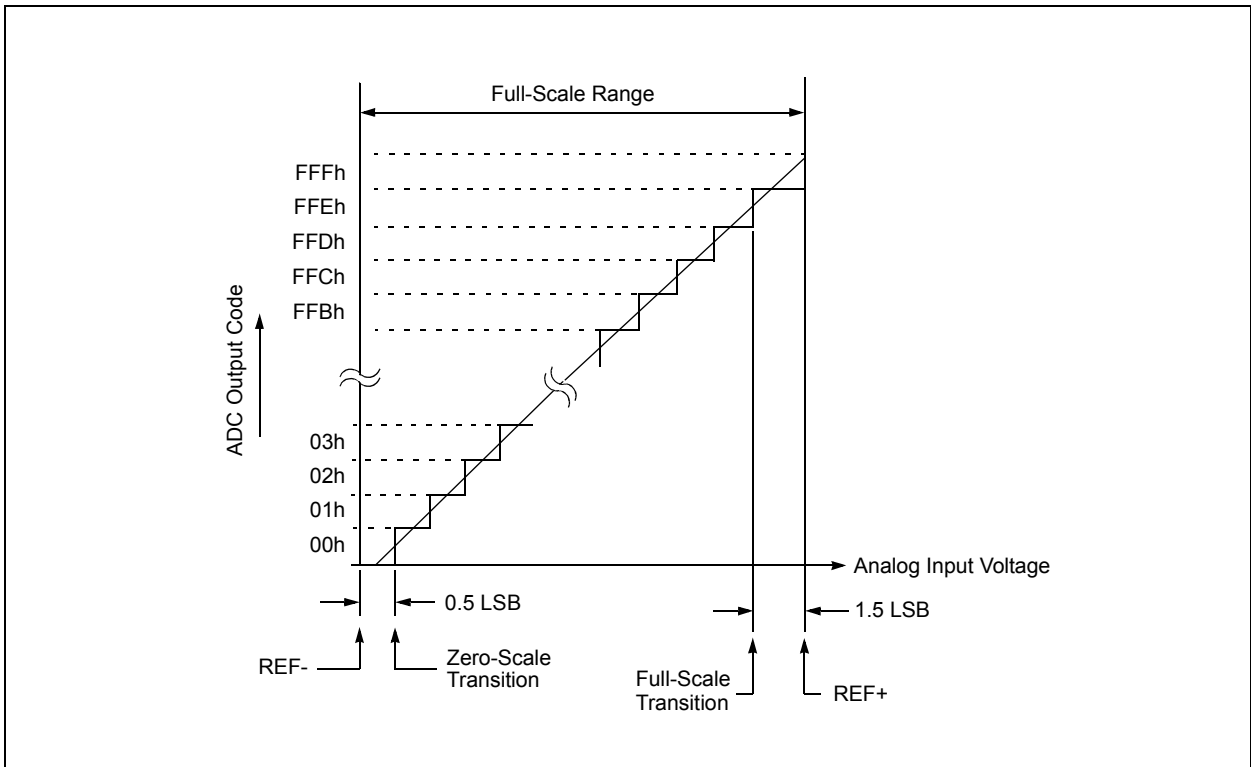 Full-Scale Range
FFFh
FFEh
FFDh
FFCh
FFBh
ADC Output Code
03h
02h
01h
00h
Analog Input Voltage
0.5 LSB
1.5 LSB
REF-
Zero-Scale
Transition
Full-Scale
Transition
REF+